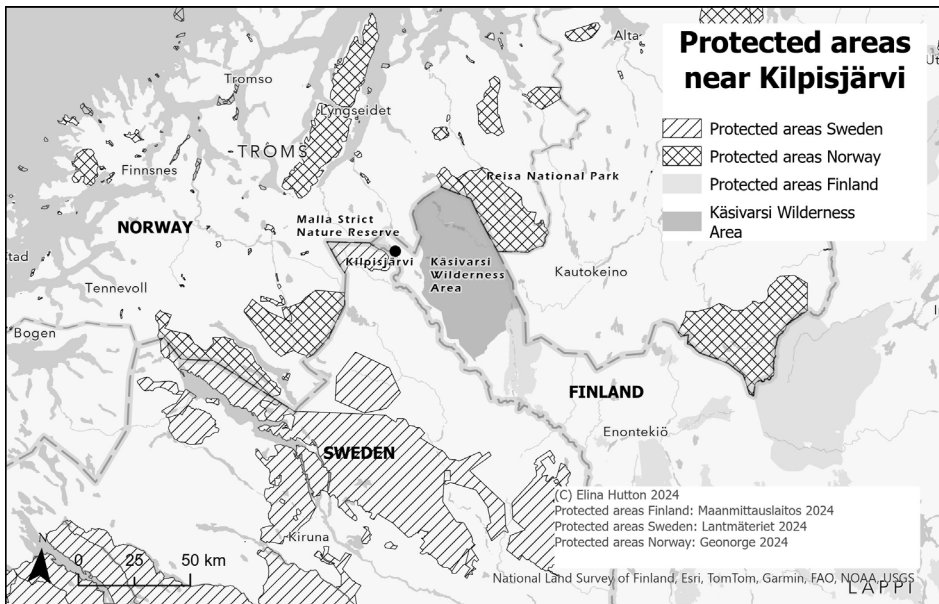 Protected areas
near Kilpisjärvi
Protected areas Sweden
Protected areas Norway
Protected areas Finland
Käsivarsi Wilderness
Area
Alta
Tromso
Lyngseidet
TROMS
Finnsnes
Reisa National Park
NORWAY
Malla Strict
Nature Reserve
Kilpisjärvi
Käsivarsi
Wilderness
Area
Kautokeino
stad
Tennevoll
Bogen
FINLAND
Enontekiö
SWEDEN
Kiruna
(C) Elina Hutton 2024
Protected areas Finland: Maanmittauslaitos 2024
Protected areas Sweden: Lantmäteriet 2024
Protected areas Norway: Geonorge 2024
N
0 25 50 km
National Land Survey of Finland, Esri, TomTom, Garmin, FAO, NOAA, USGS
LAPPI